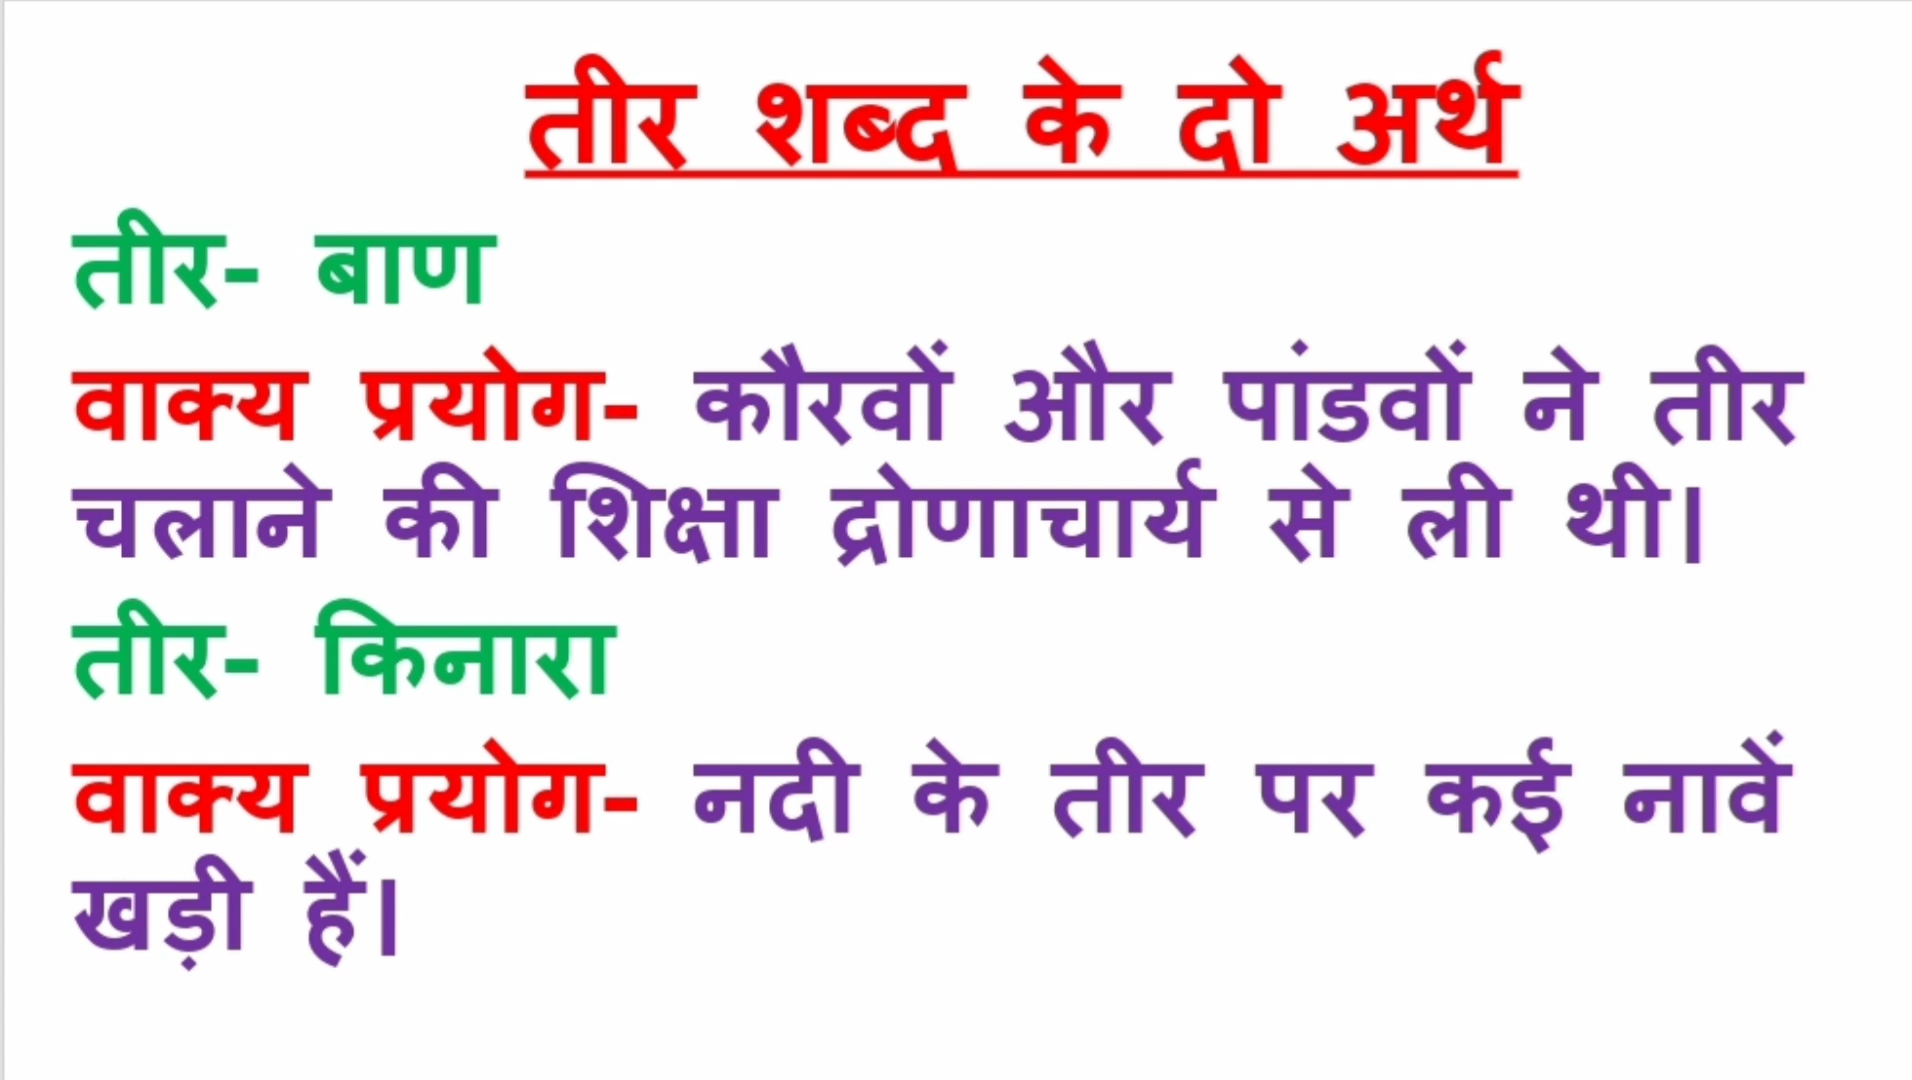 तीर शब्द के दो अर्थ
तीर- बाण
वाक्य प्रयोग- कौरवों और पांडवों ने तीर
चलाने की शिक्षा द्रोणाचार्य से ली थी।
तीर- किनारा
वाक्य प्रयोग- नदी के तीर पर कई नावें
खड़ी हैं।